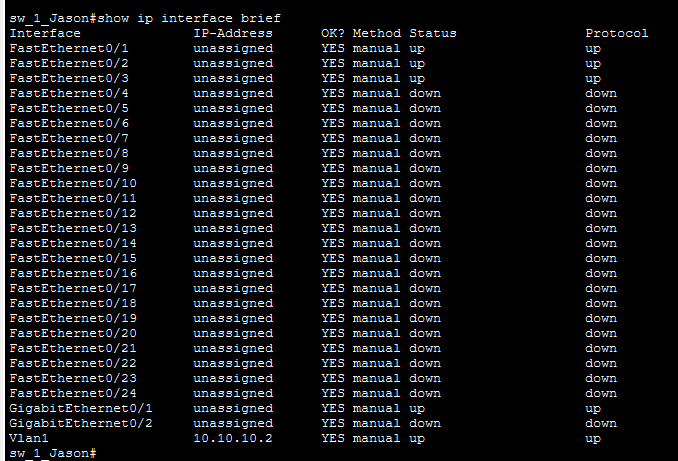 sw_1_Jason#show ip interface brief
Interface              IP-Address      OK? Method Status                Protocol
FastEthernet0/1        unassigned      YES manual up                    up
FastEthernet0/2        unassigned      YES manual up                    up
FastEthernet0/3        unassigned      YES manual up                    up
FastEthernet0/4        unassigned      YES manual down                  down
FastEthernet0/5        unassigned      YES manual down                  down
FastEthernet0/6        unassigned      YES manual down                  down
FastEthernet0/7        unassigned      YES manual down                  down
FastEthernet0/8        unassigned      YES manual down                  down
FastEthernet0/9        unassigned      YES manual down                  down
FastEthernet0/10       unassigned      YES manual down                  down
FastEthernet0/11       unassigned      YES manual down                  down
FastEthernet0/12       unassigned      YES manual down                  down
FastEthernet0/13       unassigned      YES manual down                  down
FastEthernet0/14       unassigned      YES manual down                  down
FastEthernet0/15       unassigned      YES manual down                  down
FastEthernet0/16       unassigned      YES manual down                  down
FastEthernet0/17       unassigned      YES manual down                  down
FastEthernet0/18       unassigned      YES manual down                  down
FastEthernet0/19       unassigned      YES manual down                  down
FastEthernet0/20       unassigned      YES manual down                  down
FastEthernet0/21       unassigned      YES manual down                  down
FastEthernet0/22       unassigned      YES manual down                  down
FastEthernet0/23       unassigned      YES manual down                  down
FastEthernet0/24       unassigned      YES manual down                  down
GigabitEthernet0/1     unassigned      YES manual up                    up
GigabitEthernet0/2     unassigned      YES manual down                  down
Vlan1                  10.10.10.2      YES manual up                    up
sw_1_Jason#